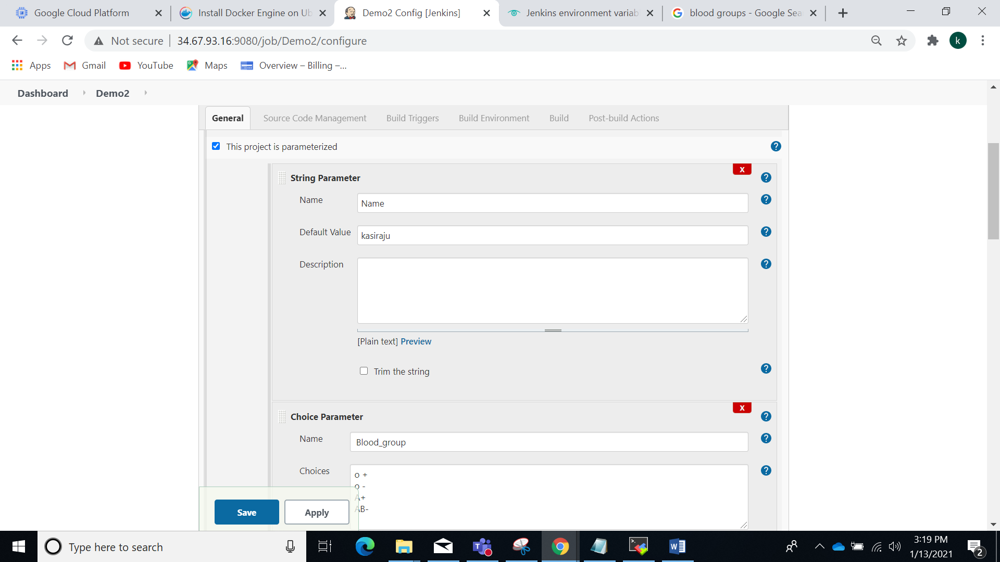 Google Cloud Platform
Install Docker Engine on Ub
Demo2 Config [Jenkins]
Jenkins environment variab
blood groups - Google Sea
Not secure
34.67.93.16:9080/job/Demo2/configure
k
Apps
Gmail
YouTube
Maps
Overview – Billing –...
Dashboard
Demo2
General
Source Code Management
Build Triggers
Build Environment
Build
Post-build Actions
This project is parameterized
?
X
String Parameter
?
Name
Name
?
Default Value
kasiraju
?
Description
?
[Plain text] Preview
Trim the string
?
X
Choice Parameter
?
Name
Blood_group
?
Choices
o +
o -
A+
AB-
?
Save
Apply
Type here to search
3:19 PM
1/13/2021
2